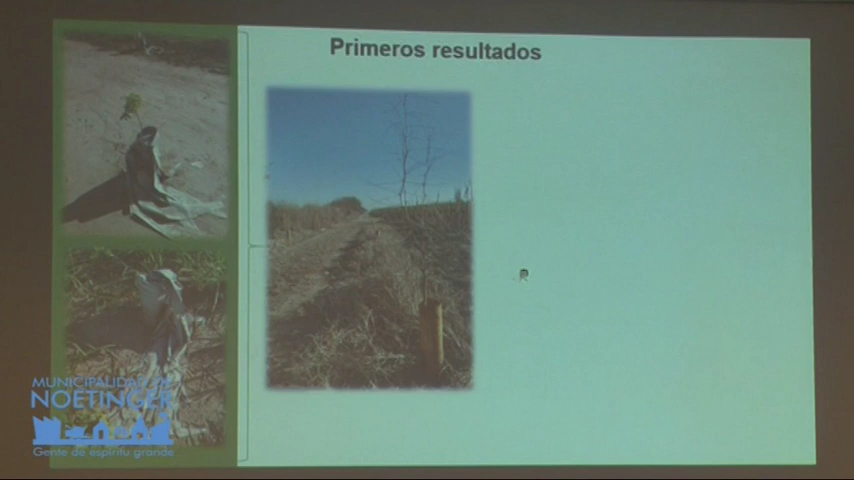 Primeros resultados
MUNICIPALIDAD DE
NOETINGER
Gente de espíritu grande